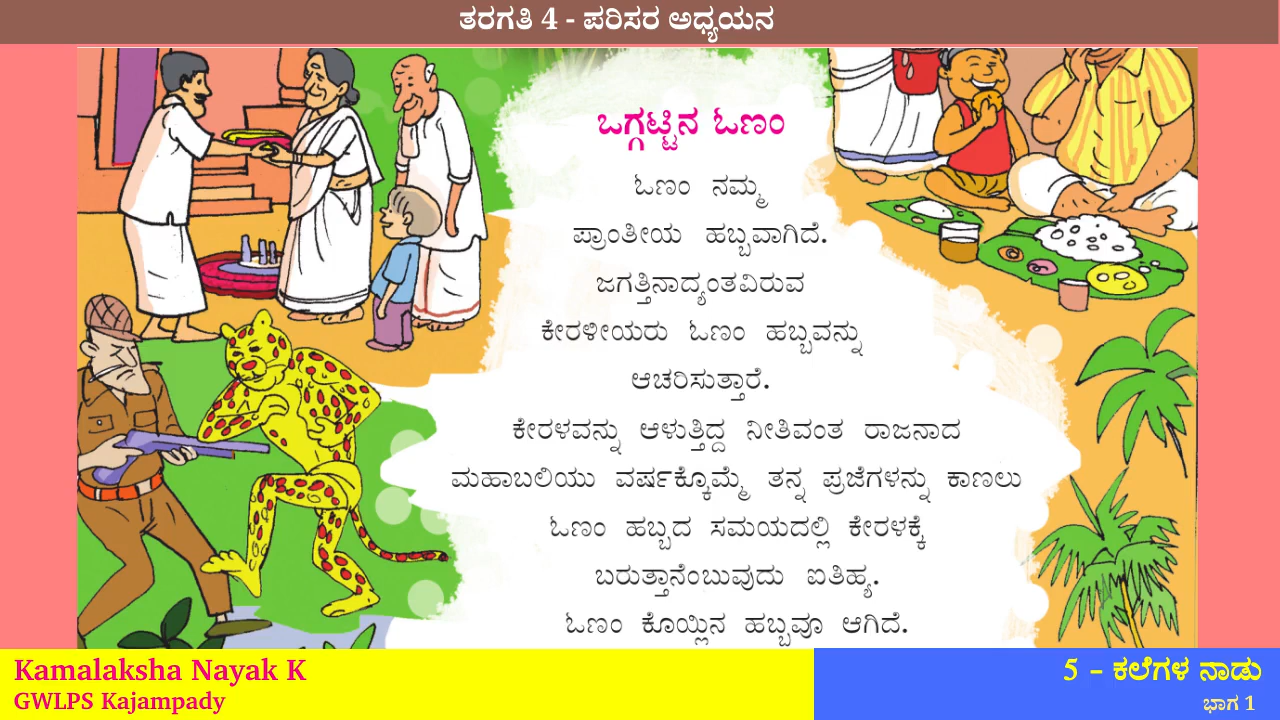 ತರಗತಿ 4 - ಪರಿಸರ ಅಧ್ಯಯನ
ಒಗ್ಗಟ್ಟಿನ ಓಣಂ
ಓಣಂ ನಮ್ಮ
ಪ್ರಾಂತೀಯ ಹಬ್ಬವಾಗಿದೆ.
ಜಗತ್ತಿನಾದ್ಯಂತವಿರುವ
ಕೇರಳೀಯರು ಓಣಂ ಹಬ್ಬವನ್ನು
ಆಚರಿಸುತ್ತಾರೆ.
ಕೇರಳವನ್ನು ಆಳುತ್ತಿದ್ದ ನೀತಿವಂತ ರಾಜನಾದ
ಮಹಾಬಲಿಯು ವರ್ಷಕ್ಕೊಮ್ಮೆ ತನ್ನ ಪ್ರಜೆಗಳನ್ನು ಕಾಣಲು
ಓಣಂ ಹಬ್ಬದ ಸಮಯದಲ್ಲಿ ಕೇರಳಕ್ಕೆ
ಬರುತ್ತಾನೆಂಬುವುದು ಐತಿಹ್ಯ.
ಓಣಂ ಕೊಯ್ಲಿನ ಹಬ್ಬವೂ ಆಗಿದೆ.
Kamalaksha Nayak K
GWLPS Kajampady
5 - ಕಲೆಗಳ ನಾಡು
ಭಾಗ 1